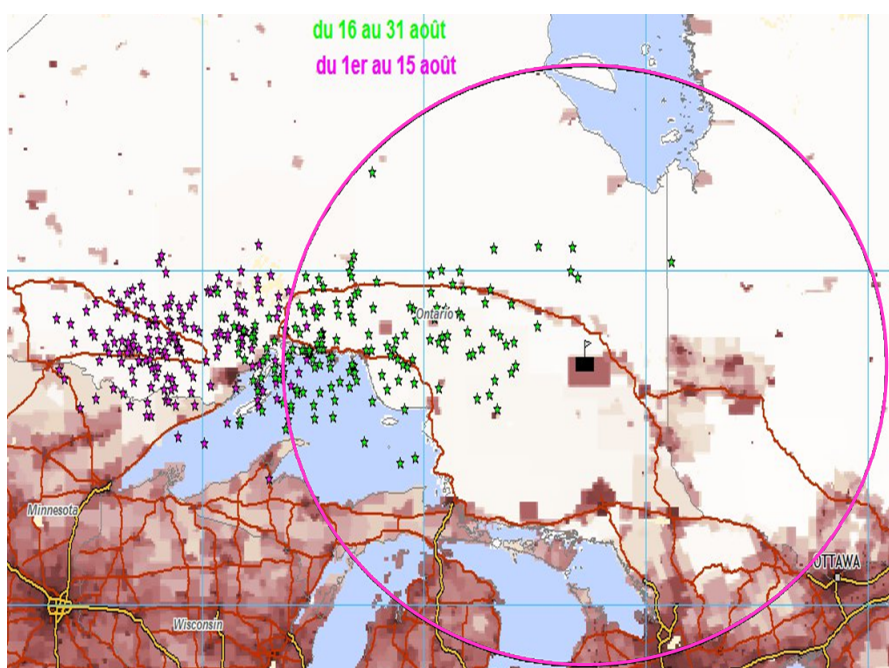 du 16 au 31 août
du 1er au 15 août
Ontario
Minnesota
OTTAWA
Wisconsin